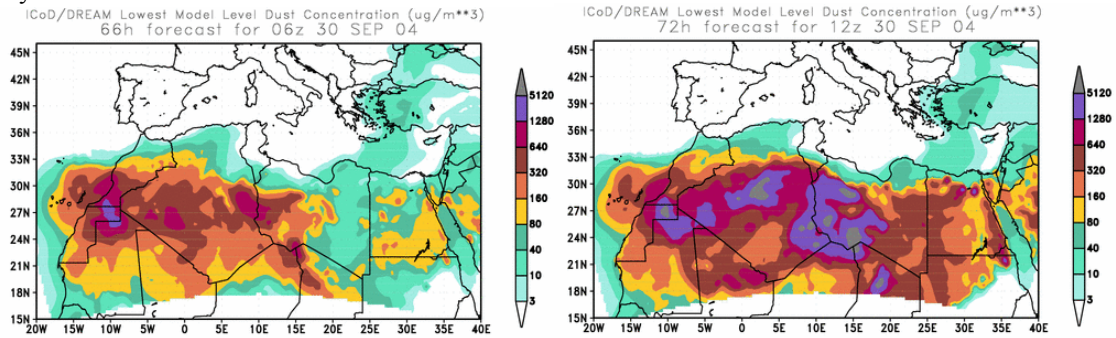 ICoD/DREAM Lowest Model Level Dust Concentration (ug/m**3)
66h forecast for 06z 30 SEP 04
45N
42N
39N
36N
33N
30N
27N
24N
21N
18N
15N
20W 15W 10W 5W 0 5E 10E 15E 20E 25E 30E 35E 40E
5120
1280
640
320
160
80
40
10
3
ICoD/DREAM Lowest Model Level Dust Concentration (ug/m**3)
72h forecast for 12z 30 SEP 04
45N
42N
39N
36N
33N
30N
27N
24N
21N
18N
15N
20W 15W 10W 5W 0 5E 10E 15E 20E 25E 30E 35E 40E
5120
1280
640
320
160
80
40
10
3